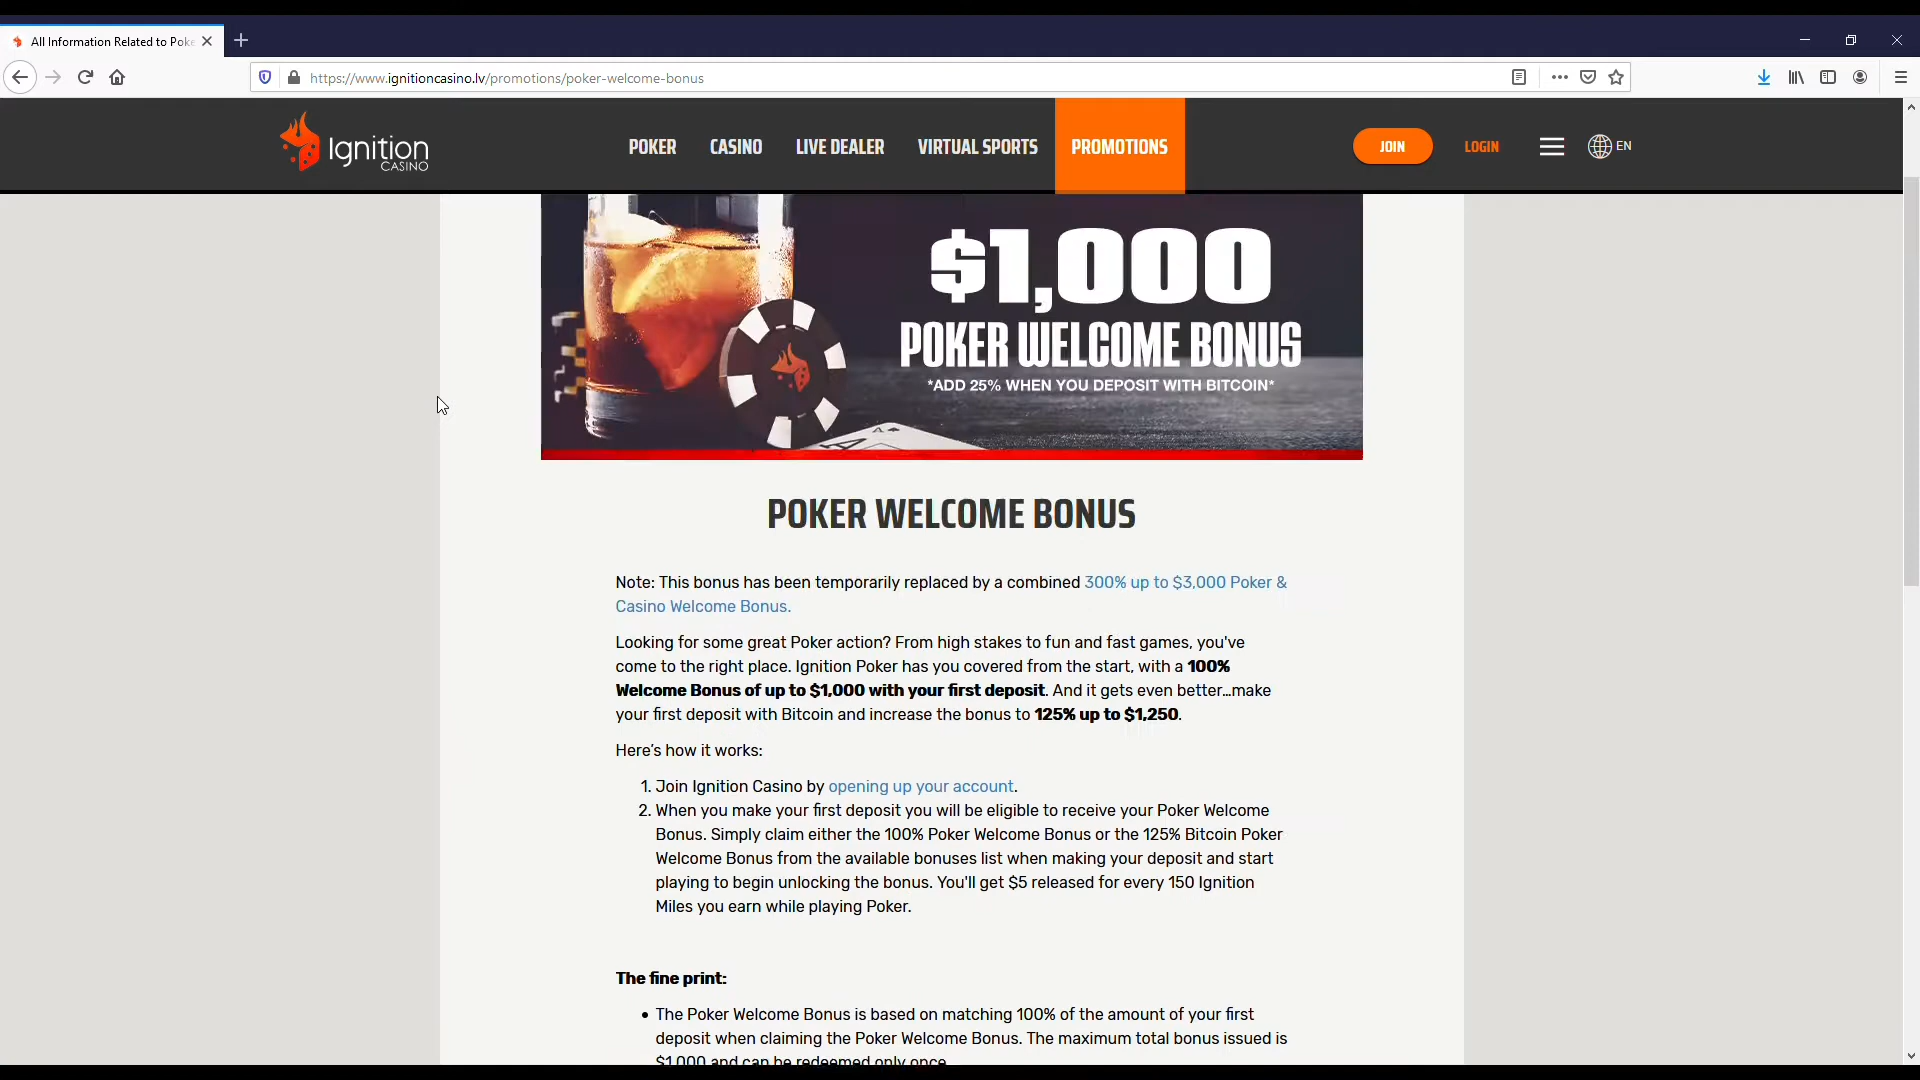 All Information Related to Poke
https://www.ignitioncasino.lv/promotions/poker-welcome-bonus
Ignition
CASINO
POKER CASINO LIVE DEALER VIRTUAL SPORTS PROMOTIONS JOIN LOGIN EN
$1,000
POKER WELCOME BONUS
*ADD 25% WHEN YOU DEPOSIT WITH BITCOIN*
A
A
POKER WELCOME BONUS
Note: This bonus has been temporarily replaced by a combined 300% up to $3,000 Poker &
Casino Welcome Bonus.
Looking for some great Poker action? From high stakes to fun and fast games, you've
come to the right place. Ignition Poker has you covered from the start, with a 100%
Welcome Bonus of up to $1,000 with your first deposit. And it gets even better...make
your first deposit with Bitcoin and increase the bonus to 125% up to $1,250.
Here's how it works:
1. Join Ignition Casino by opening up your account.
2. When you make your first deposit you will be eligible to receive your Poker Welcome
Bonus. Simply claim either the 100% Poker Welcome Bonus or the 125% Bitcoin Poker
Welcome Bonus from the available bonuses list when making your deposit and start
playing to begin unlocking the bonus. You'll get $5 released for every 150 Ignition
Miles you earn while playing Poker.
The fine print:
• The Poker Welcome Bonus is based on matching 100% of the amount of your first
deposit when claiming the Poker Welcome Bonus. The maximum total bonus issued is
$1,000 and can be redeemed only once.